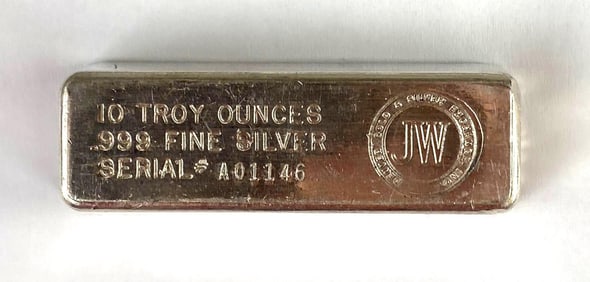 10 TROY OUNCES
.999 FINE SILVER
SERIAL# A01146
JW